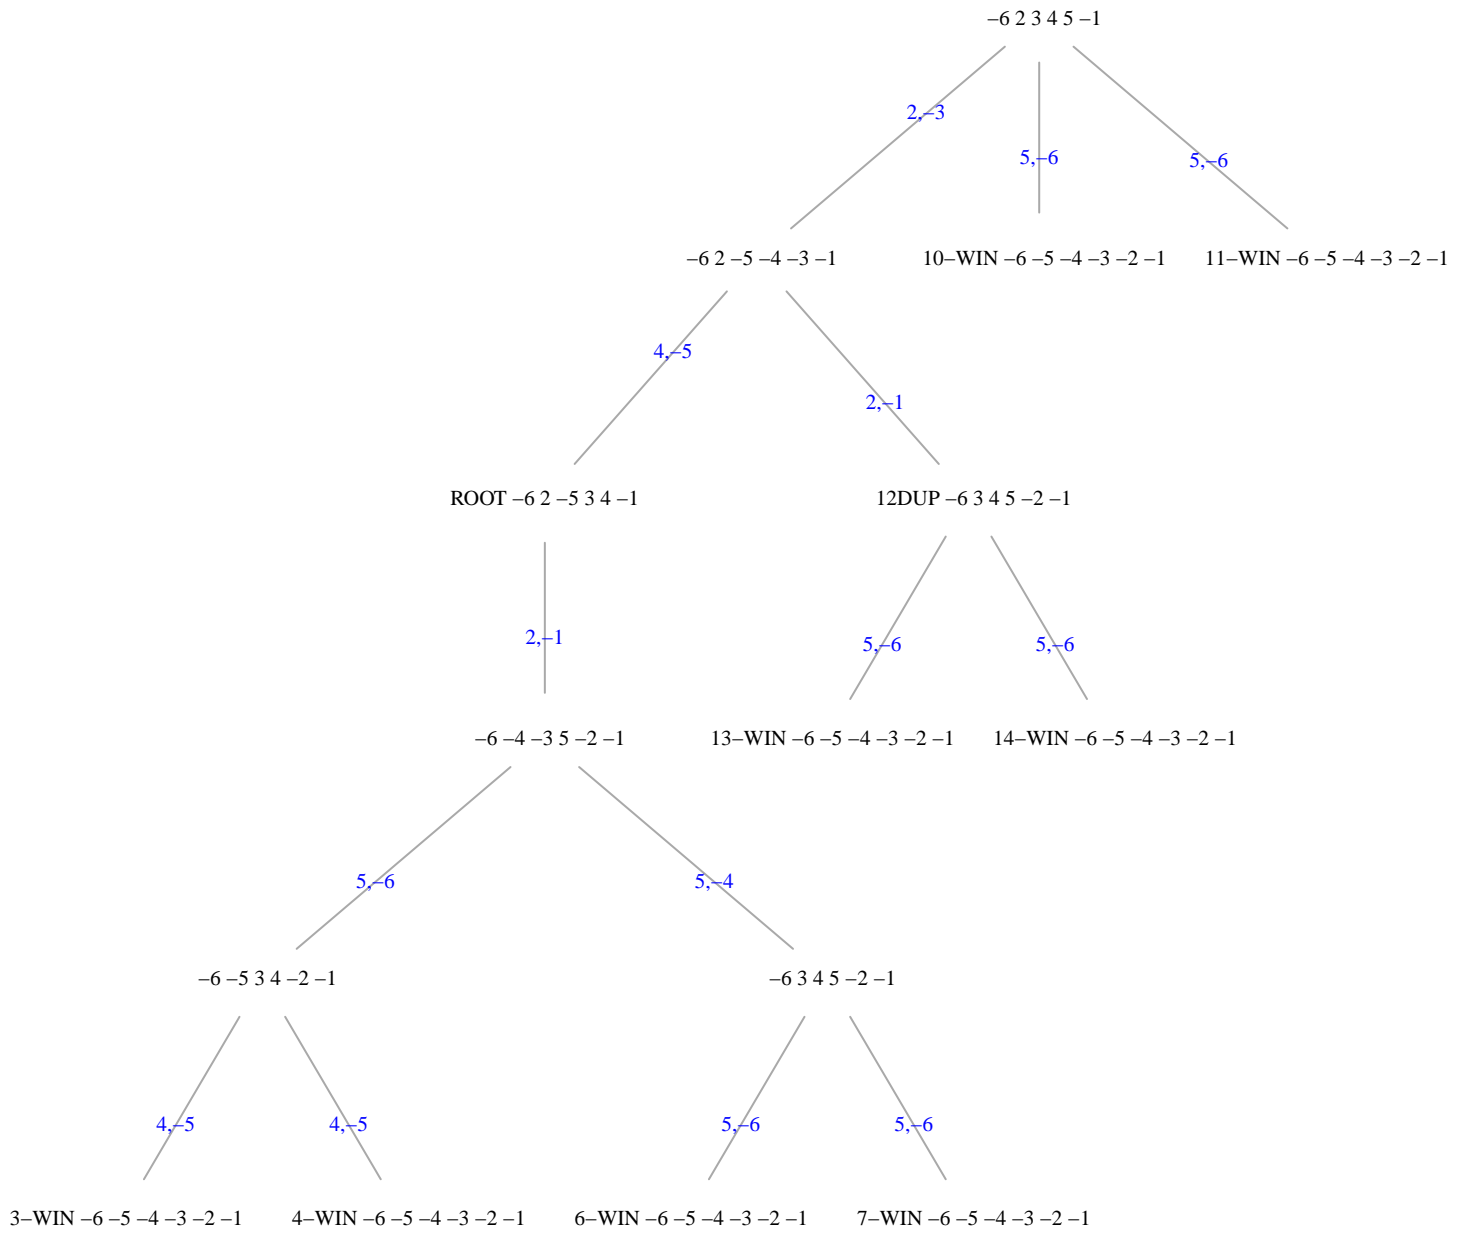 –6 2 3 4 5 –1
2,–3
5,–6
5,–6
–6 2 –5 –4 –3 –1
10–WIN –6 –5 –4 –3 –2 –1
11–WIN –6 –5 –4 –3 –2 –1
4,–5
2,–1
ROOT –6 2 –5 3 4 –1
12DUP –6 3 4 5 –2 –1
2,–1
5,–6
5,–6
–6 –4 –3 5 –2 –1
13–WIN –6 –5 –4 –3 –2 –1
14–WIN –6 –5 –4 –3 –2 –1
5,–6
5,–4
–6 –5 3 4 –2 –1
–6 3 4 5 –2 –1
4,–5
4,–5
5,–6
5,–6
3–WIN –6 –5 –4 –3 –2 –1
4–WIN –6 –5 –4 –3 –2 –1
6–WIN –6 –5 –4 –3 –2 –1
7–WIN –6 –5 –4 –3 –2 –1